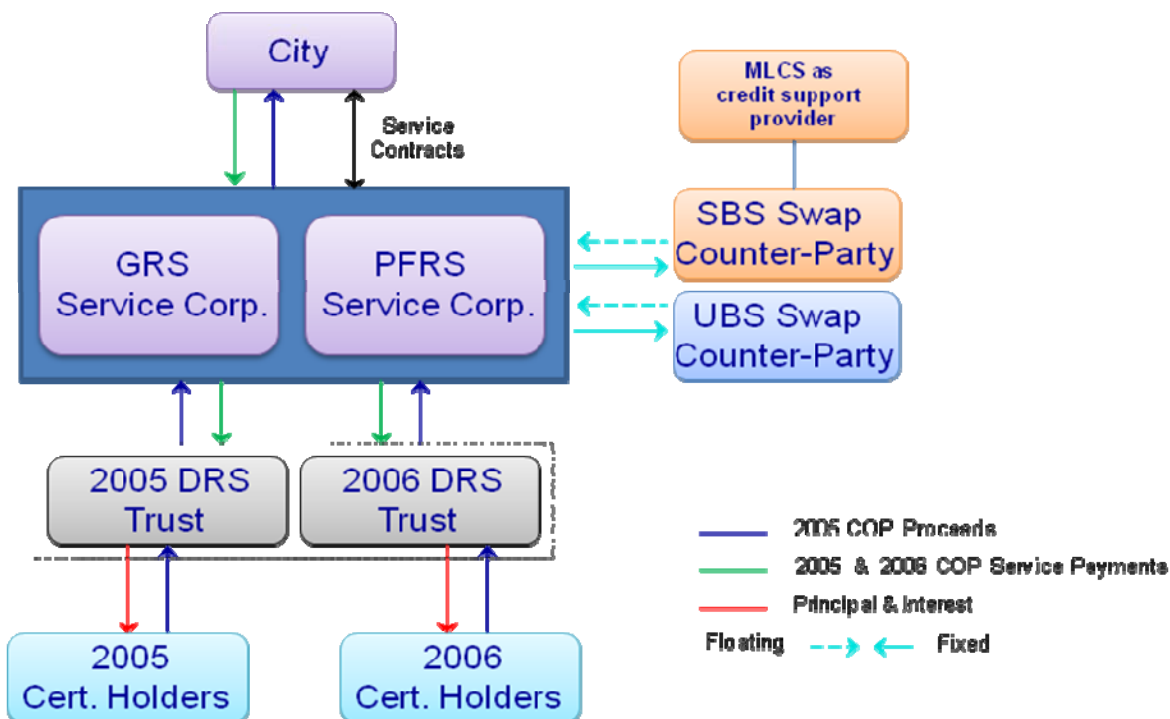 City
MLCS as
credit support
provider
Service
Contracts
GRS
Service Corp.
PFRS
Service Corp.
SBS Swap
Counter-Party
UBS Swap
Counter-Party
2005 DRS
Trust
2006 DRS
Trust
2005 COP Proceeds
2005 & 2006 COP Service Payments
Principal & Interest
Floating
Fixed
2005
Cert. Holders
2006
Cert. Holders